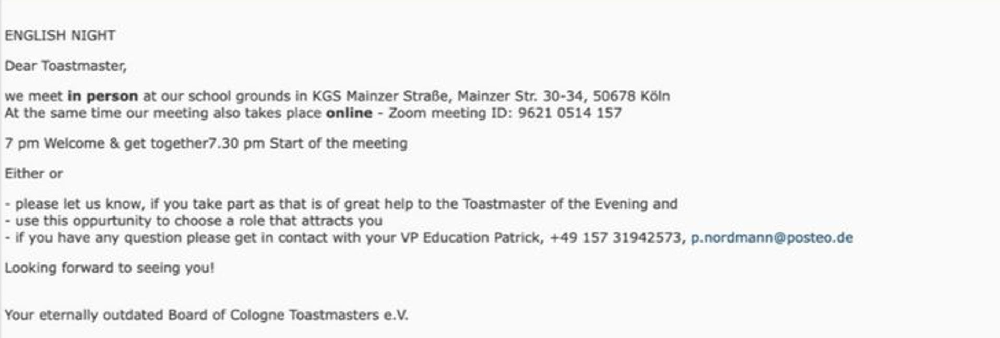 ENGLISH NIGHT
Dear Toastmaster,
we meet in person at our school grounds in KGS Mainzer Straße, Mainzer Str. 30-34, 50678 Köln
At the same time our meeting also takes place online - Zoom meeting ID: 9621 0514 157
7 pm Welcome & get together7.30 pm Start of the meeting
Either or
- please let us know, if you take part as that is of great help to the Toastmaster of the Evening and
- use this oppurtunity to choose a role that attracts you
- if you have any question please get in contact with your VP Education Patrick, +49 157 31942573, p.nordmann@posteo.de
Looking forward to seeing you!
Your eternally outdated Board of Cologne Toastmasters e.V.